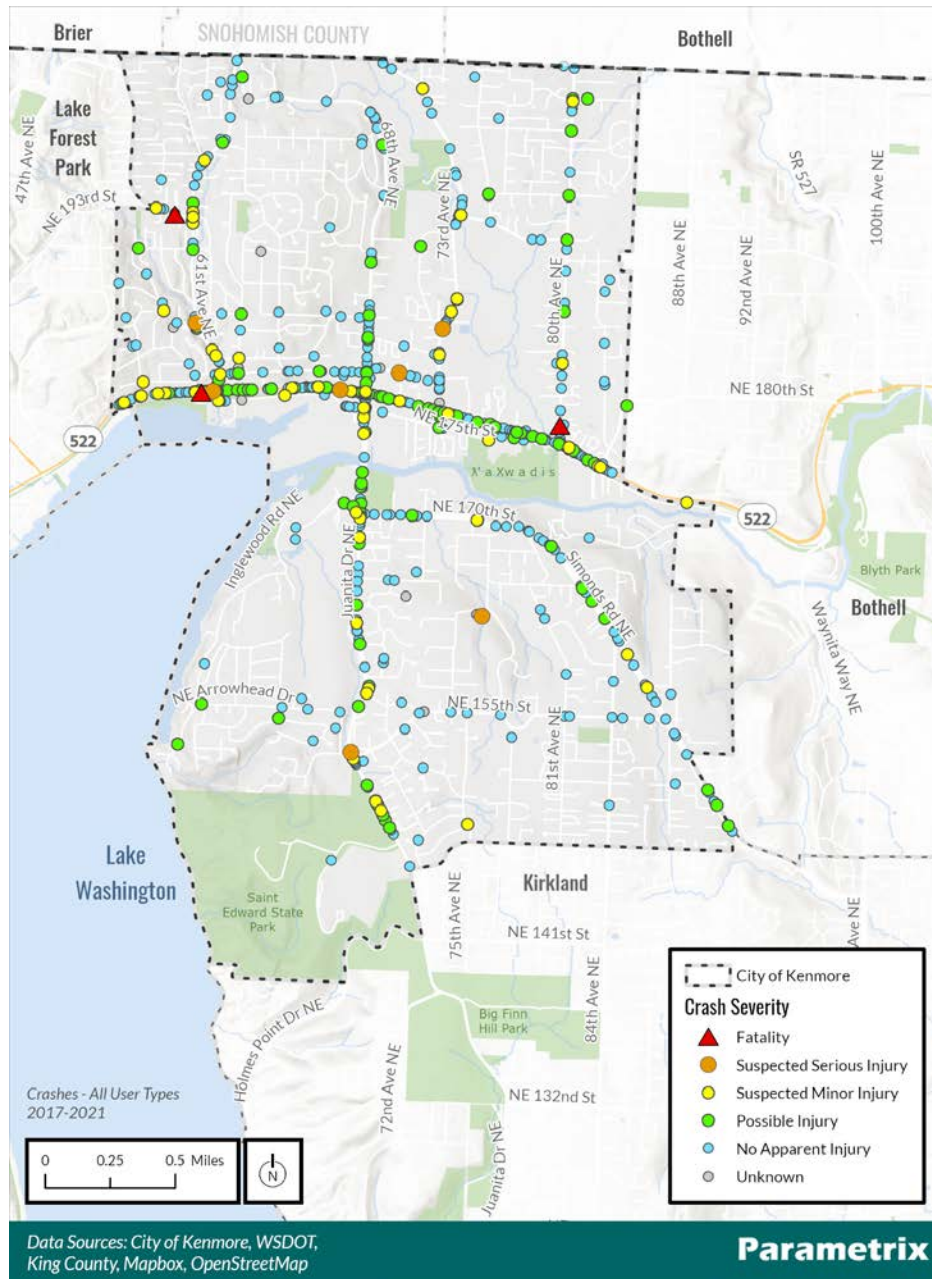 Brier
SNOHOMISH COUNTY
Bothell
Lake
Forest
Park
47th Ave NE
NE 193rd St
61st Ave NE
68th Ave NE
73rd Ave NE
80th Ave NE
88th Ave NE
92nd Ave NE
SR 527
100th Ave NE
NE 180th St
522
NE 175th St
ƛ'axʷadis
522
NE 170th St
Inglewood Rd NE
Juanita Dr NE
Simonds Rd NE
Blyth Park
Bothell
Waynita Way NE
NE Arrowhead Dr
NE 155th St
81st Ave NE
Lake
Washington
Saint
Edward State
Park
Kirkland
75th Ave NE
NE 141st St
84th Ave NE
Big Finn
Hill Park
Holmes Point Dr NE
72nd Ave NE
NE 132nd St
Juanita Dr NE
Ave NE
City of Kenmore
Crash Severity
Fatality
Suspected Serious Injury
Suspected Minor Injury
Possible Injury
No Apparent Injury
Unknown
Crashes - All User Types
2017-2021
0 0.25 0.5 Miles
N
Data Sources: City of Kenmore, WSDOT,
King County, Mapbox, OpenStreetMap
Parametrix